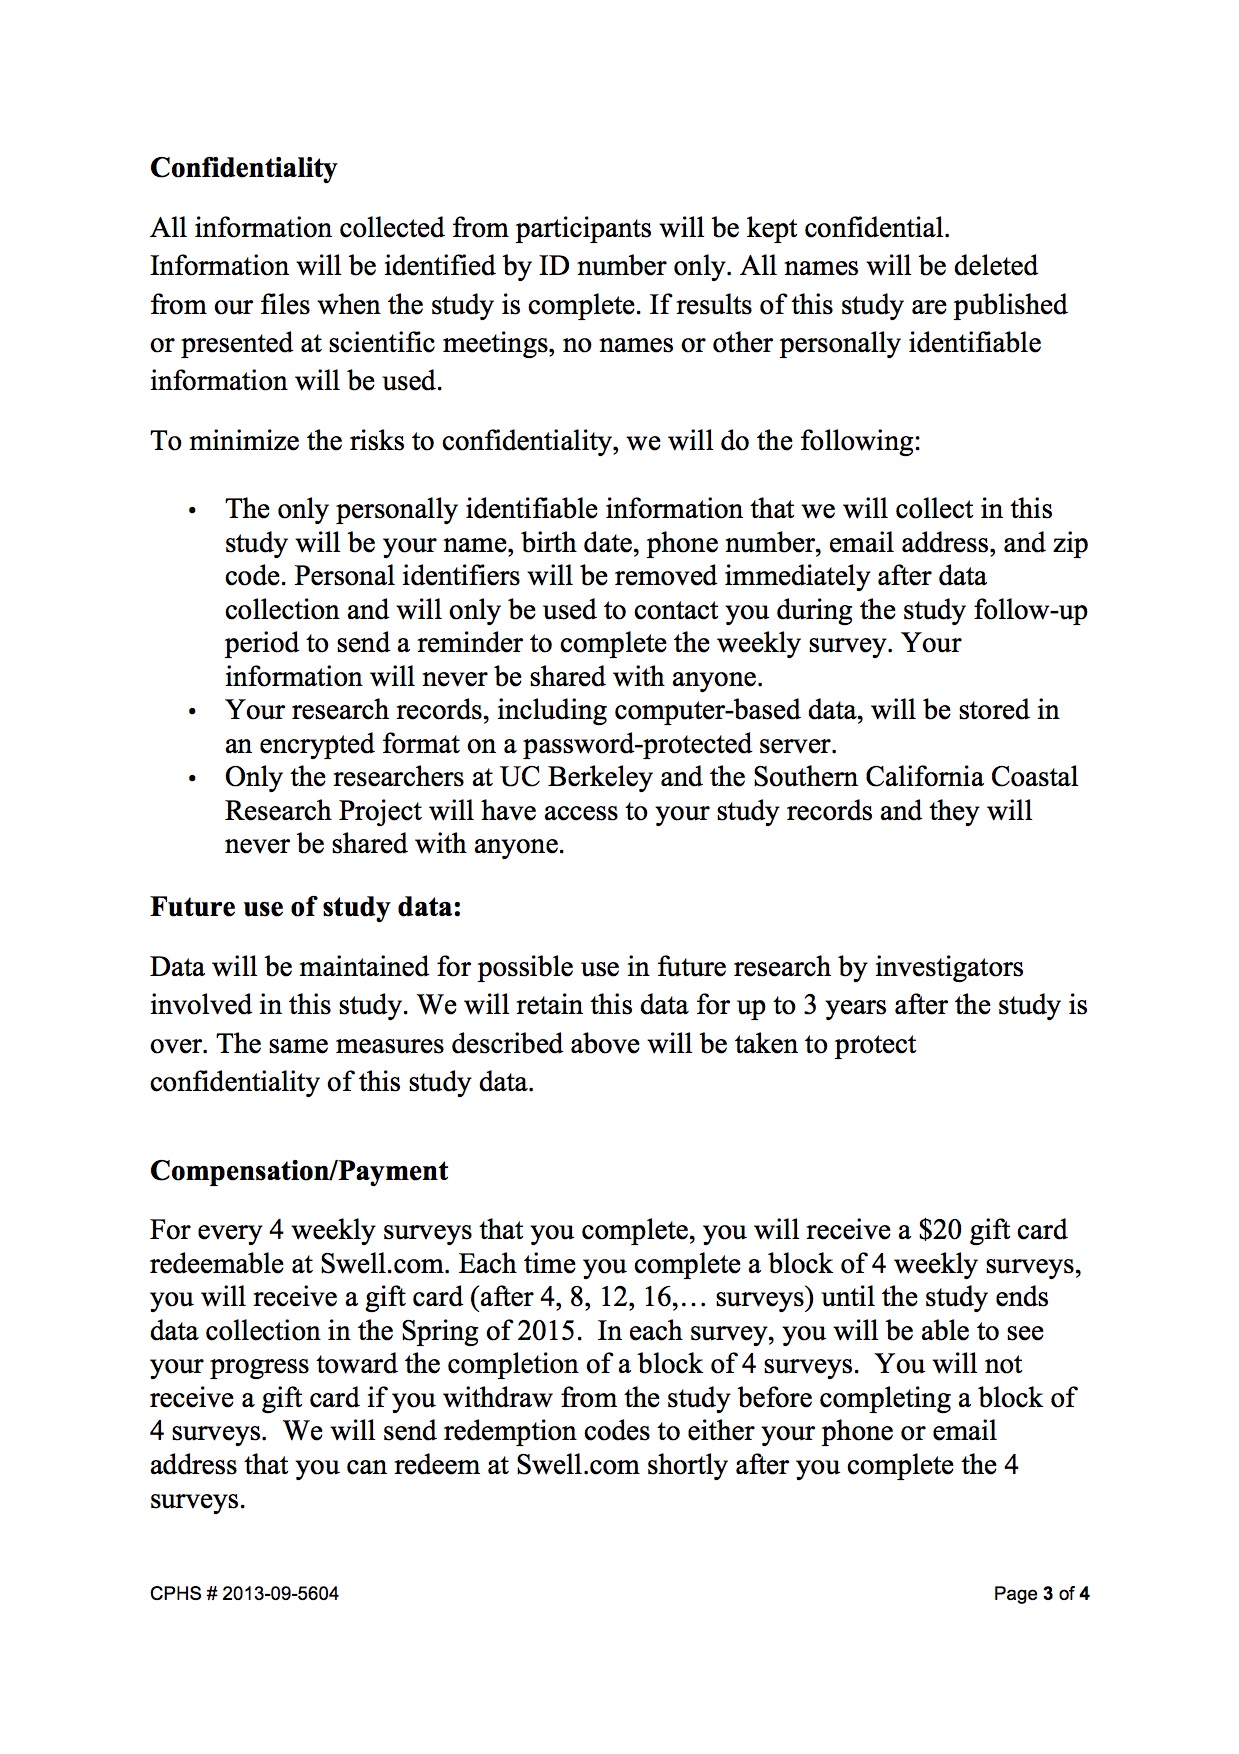 Confidentiality
All information collected from participants will be kept confidential.
Information will be identified by ID number only. All names will be deleted
from our files when the study is complete. If results of this study are published
or presented at scientific meetings, no names or other personally identifiable
information will be used.
To minimize the risks to confidentiality, we will do the following:
• The only personally identifiable information that we will collect in this
study will be your name, birth date, phone number, email address, and zip
code. Personal identifiers will be removed immediately after data
collection and will only be used to contact you during the study follow-up
period to send a reminder to complete the weekly survey. Your
information will never be shared with anyone.
• Your research records, including computer-based data, will be stored in
an encrypted format on a password-protected server.
• Only the researchers at UC Berkeley and the Southern California Coastal
Research Project will have access to your study records and they will
never be shared with anyone.
Future use of study data:
Data will be maintained for possible use in future research by investigators
involved in this study. We will retain this data for up to 3 years after the study is
over. The same measures described above will be taken to protect
confidentiality of this study data.
Compensation/Payment
For every 4 weekly surveys that you complete, you will receive a $20 gift card
redeemable at Swell.com. Each time you complete a block of 4 weekly surveys,
you will receive a gift card (after 4, 8, 12, 16,… surveys) until the study ends
data collection in the Spring of 2015.  In each survey, you will be able to see
your progress toward the completion of a block of 4 surveys.  You will not
receive a gift card if you withdraw from the study before completing a block of
4 surveys.  We will send redemption codes to either your phone or email
address that you can redeem at Swell.com shortly after you complete the 4
surveys.
CPHS # 2013-09-5604 Page 3 of 4